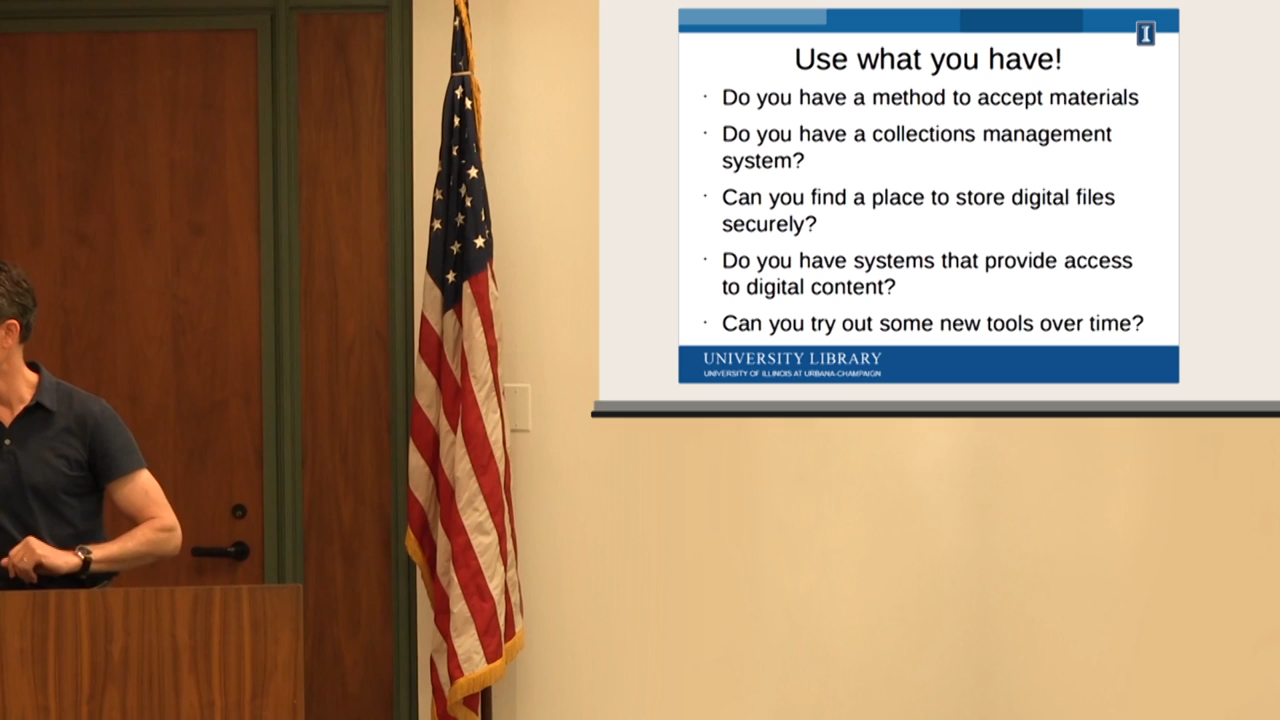 I
Use what you have!
· Do you have a method to accept materials
· Do you have a collections management
system?
· Can you find a place to store digital files
securely?
· Do you have systems that provide access
to digital content?
· Can you try out some new tools over time?
UNIVERSITY LIBRARY
UNIVERSITY OF ILLINOIS AT URBANA-CHAMPAIGN